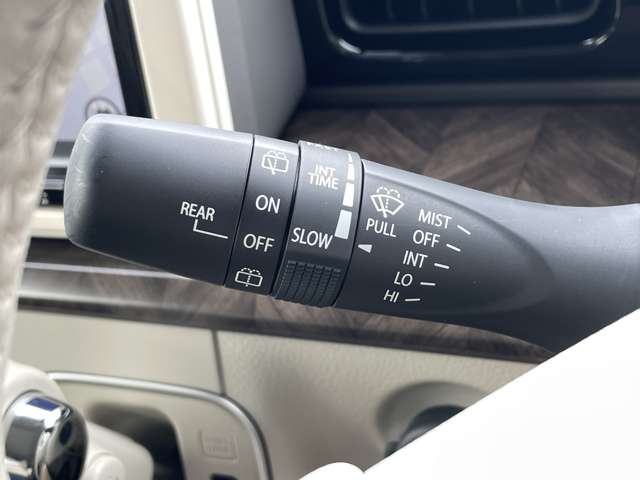 REAR
ON
OFF
INT
TIME
SLOW
PULL
MIST
OFF
INT
LO
HI